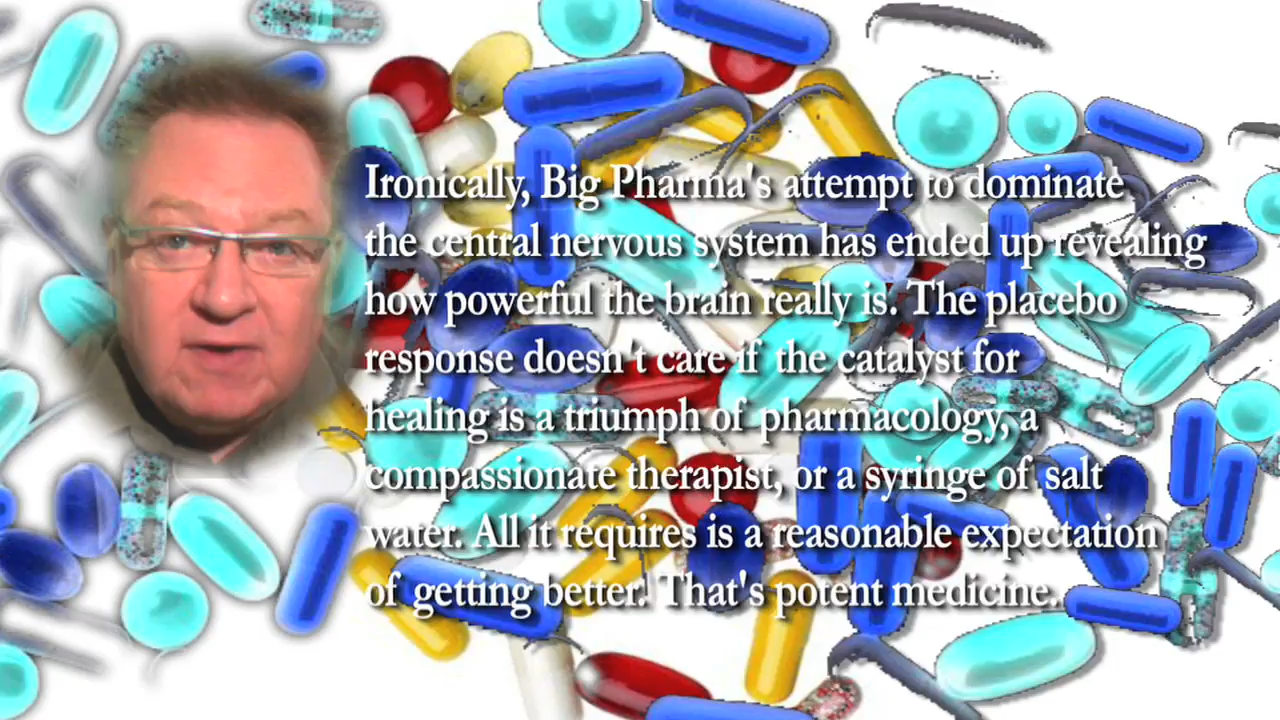 Ironically, Big Pharma's attempt to dominate
the central nervous system has ended up revealing
how powerful the brain really is. The placebo
response doesn't care if the catalyst for
healing is a triumph of pharmacology, a
compassionate therapist, or a syringe of salt
water. All it requires is a reasonable expectation
of getting better. That's potent medicine.